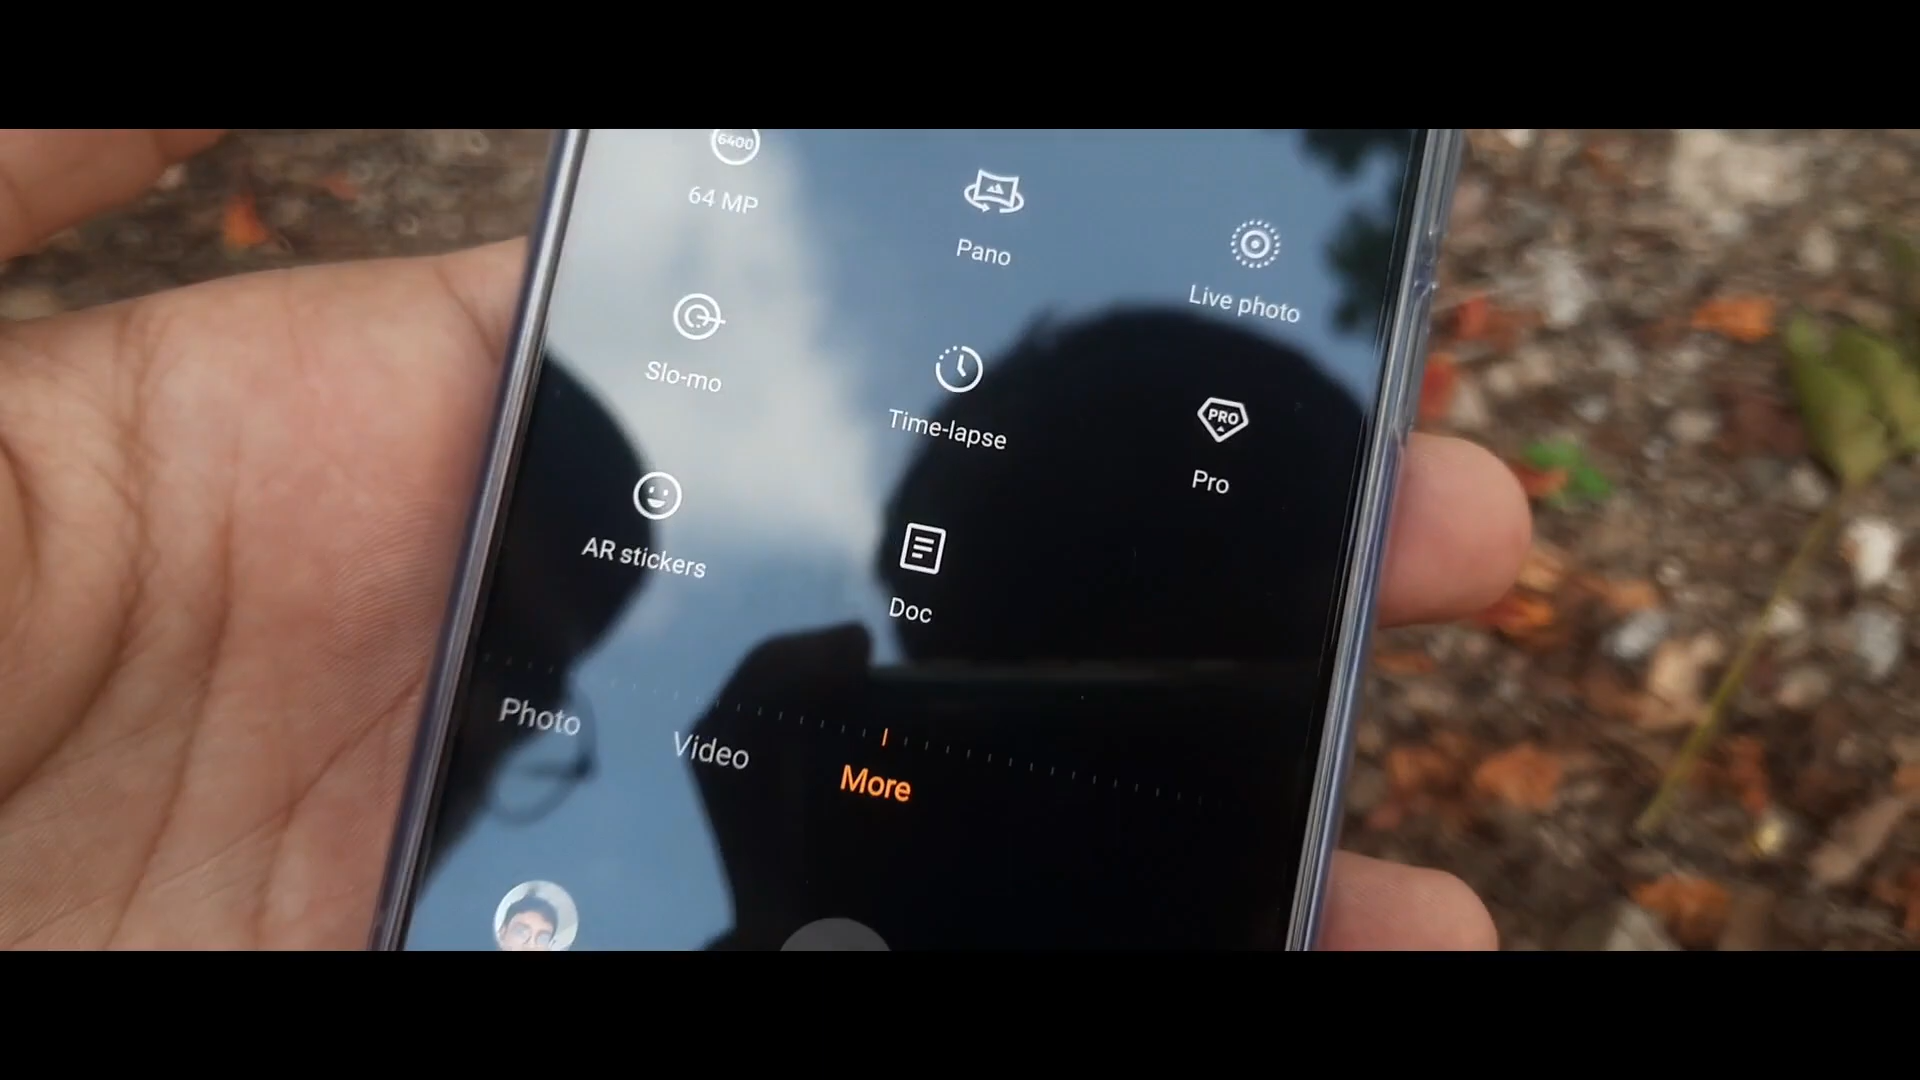 6400
64 MP
Pano
Live photo
Slo-mo
Time-lapse
PRO
Pro
AR stickers
Doc
Photo
Video
More